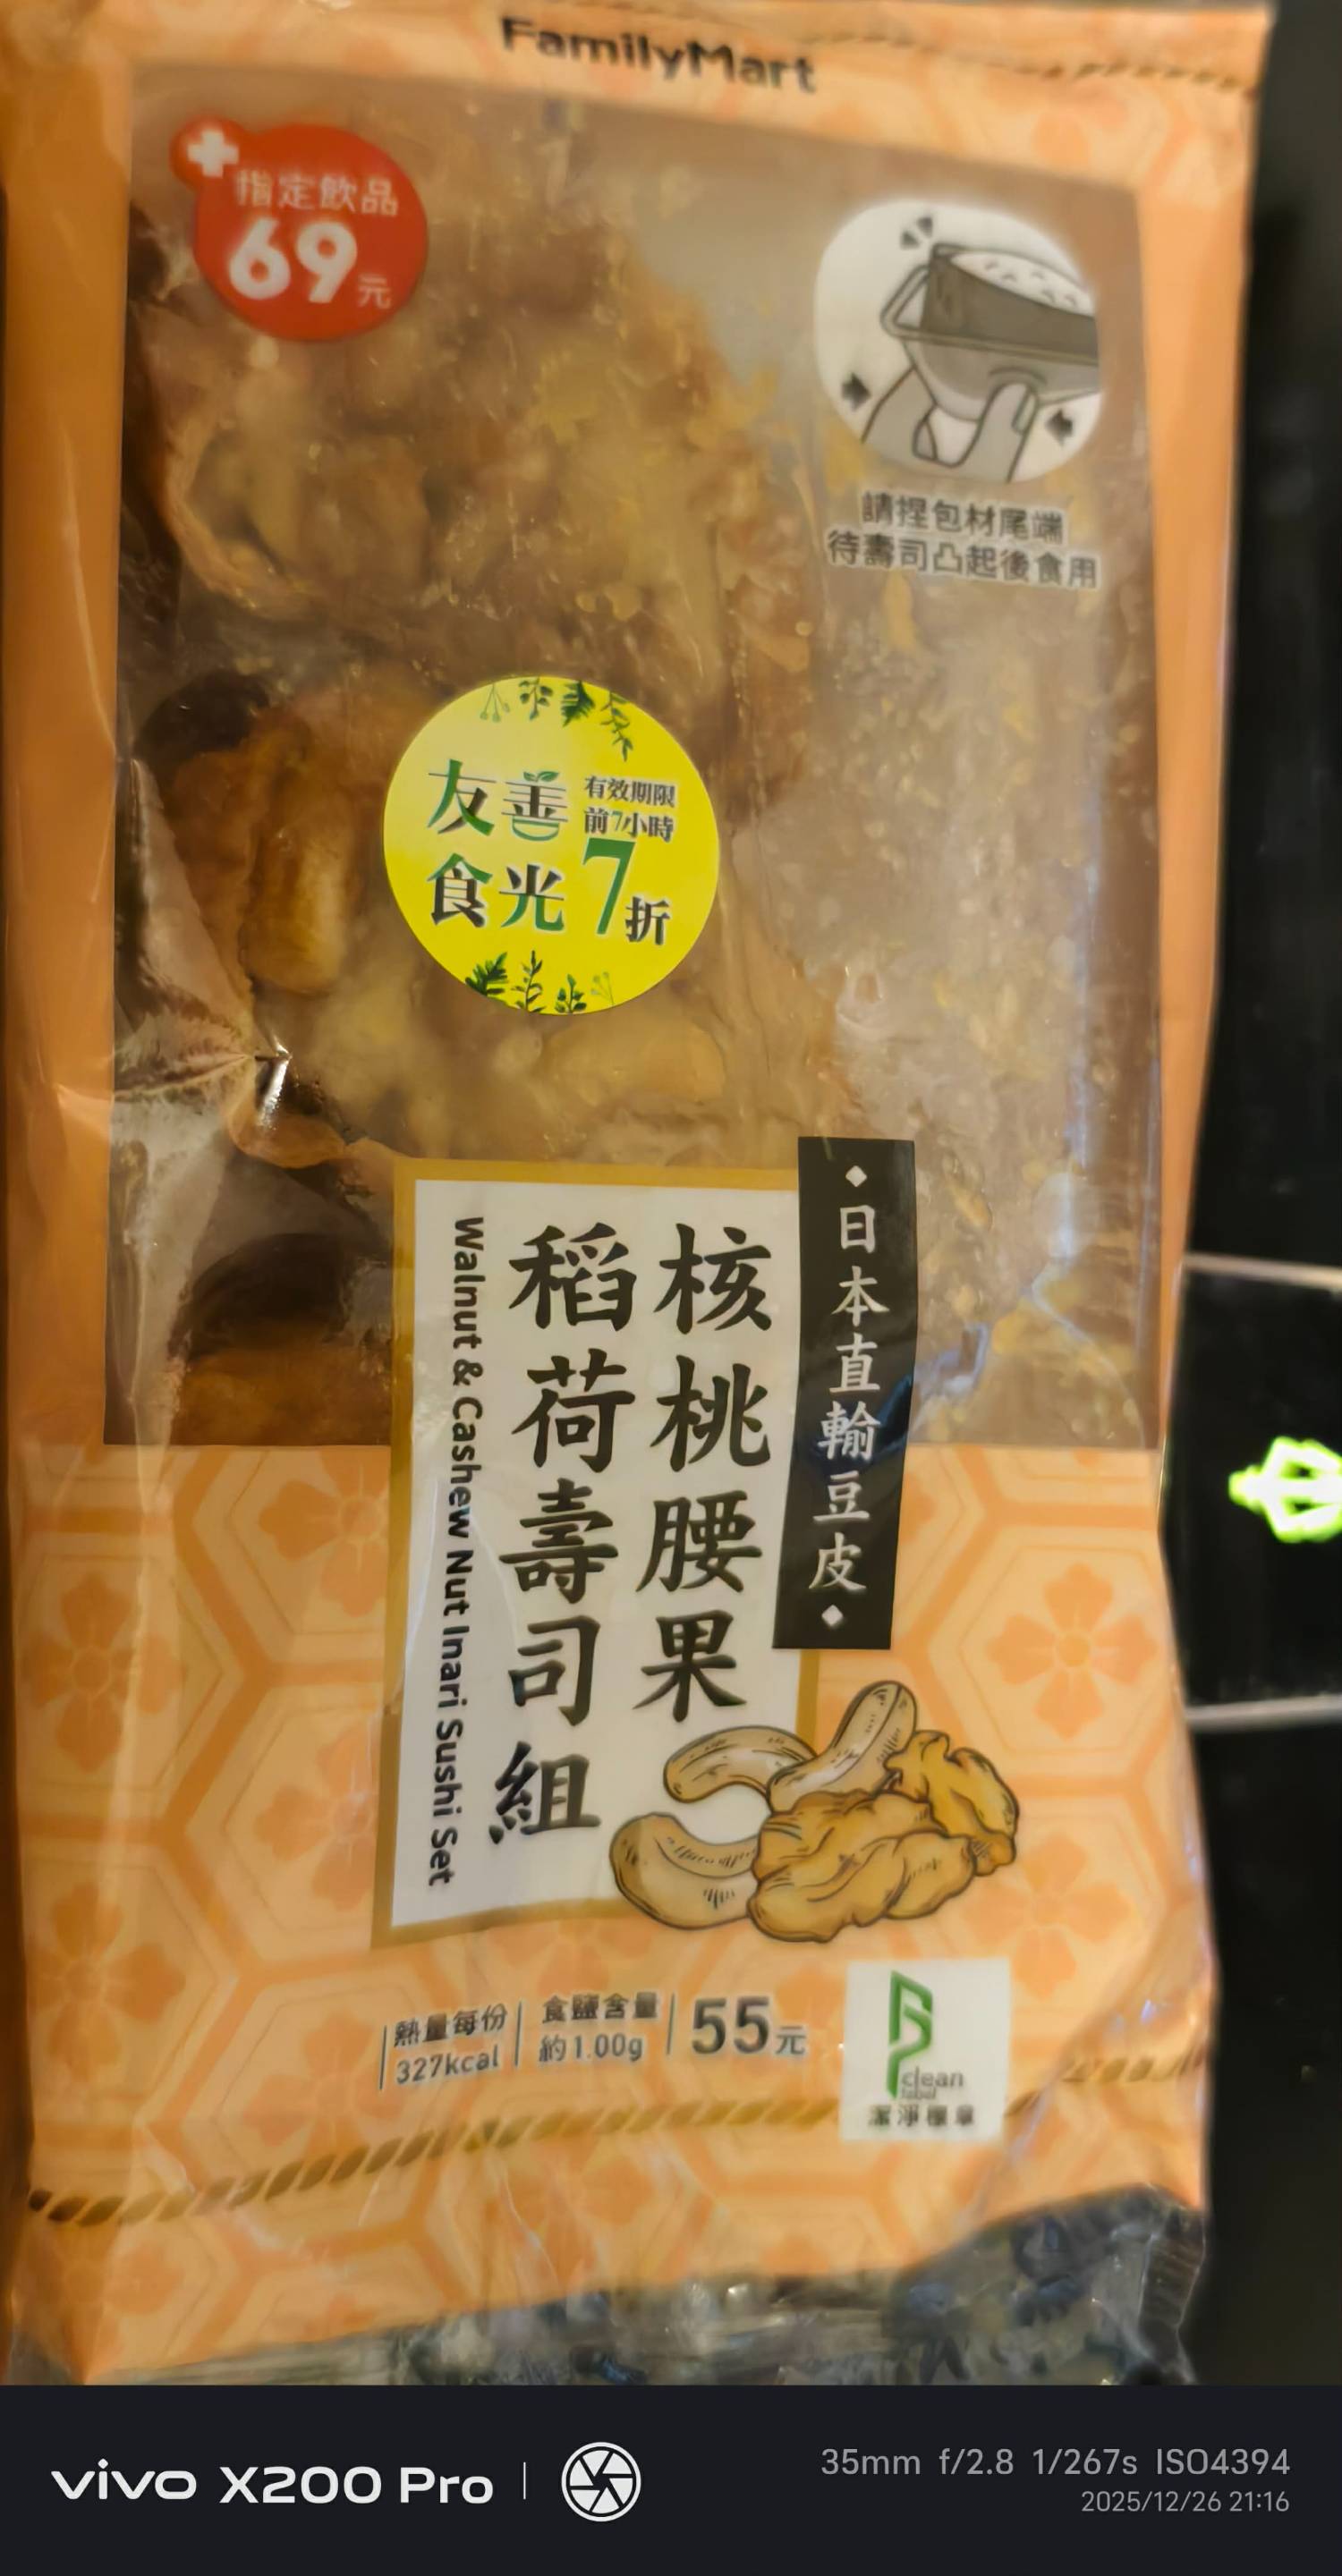 FamilyMart
指定飲品
69元
請捏包材尾端
待壽司凸起後食用
友善
食光
有效期限
前7小時
7折
日本直輸豆皮
核桃腰果
稻荷壽司組
Walnut & Cashew Nut Inari Sushi Set
熱量每份
327kcal
食鹽含量
約1.00g
55元
clean
label
vivo X200 Pro
35mm f/2.8 1/267s ISO4394
2025/12/26 21:16